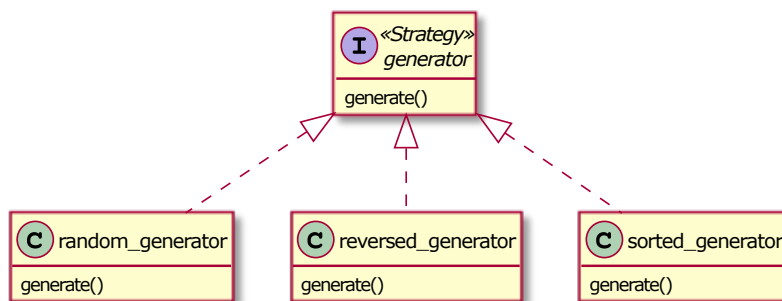 I
«Strategy»
generator
generate()
C random_generator
generate()
C reversed_generator
generate()
C sorted_generator
generate()